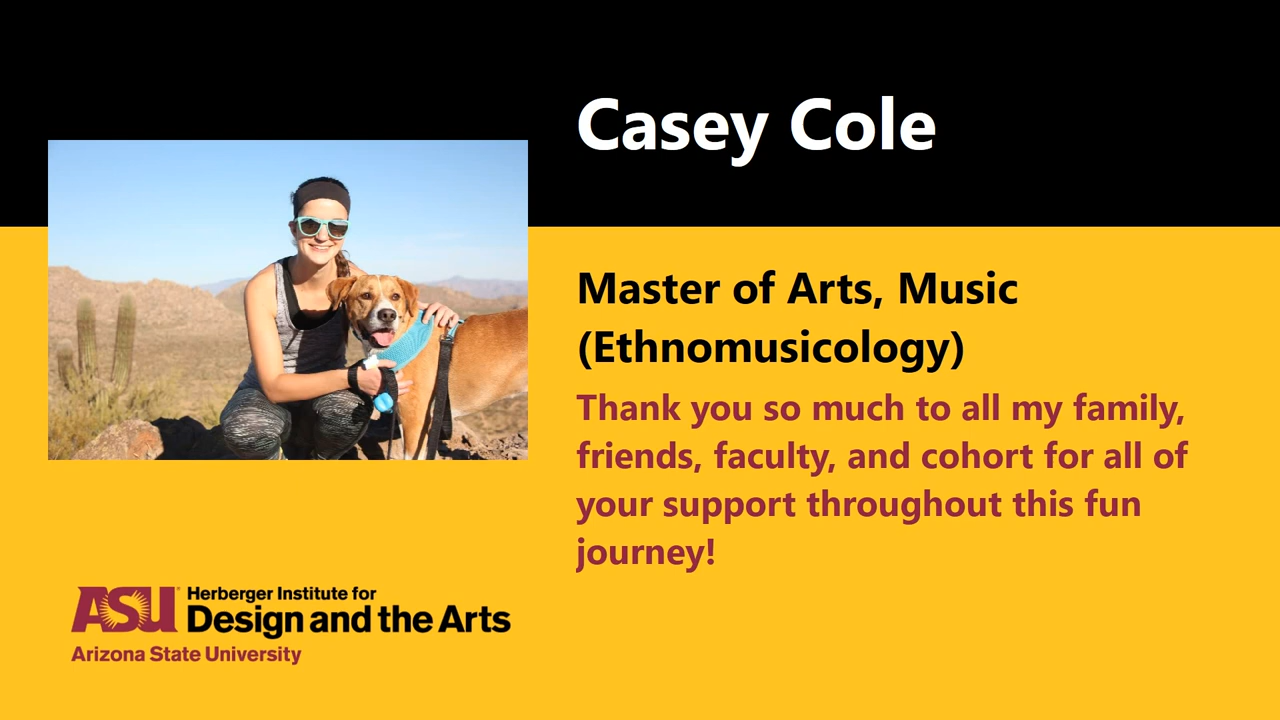 Casey Cole
Master of Arts, Music
(Ethnomusicology)
Thank you so much to all my family,
friends, faculty, and cohort for all of
your support throughout this fun
journey!
ASU Herberger Institute for
Design and the Arts
Arizona State University